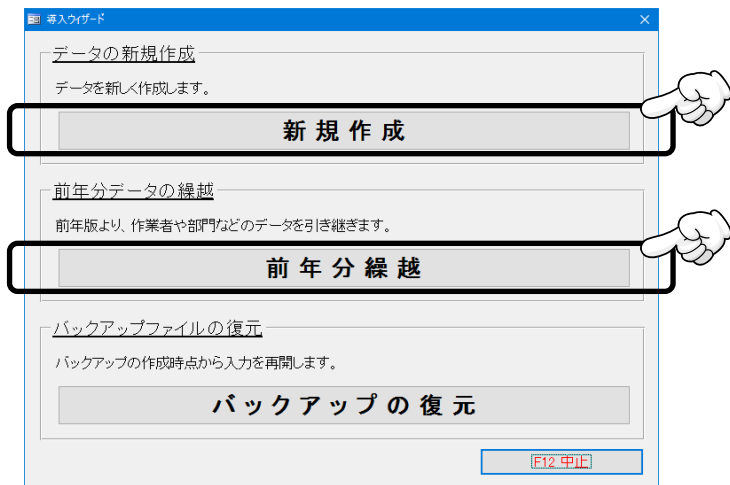 導入ウィザード
データの新規作成
データを新しく作成します。
新規作成
前年分データの繰越
前年版より、作業者や部門などのデータを引き継ぎます。
前年分繰越
バックアップファイルの復元
バックアップの作成時点から入力を再開します。
バックアップの復元
F12 中止